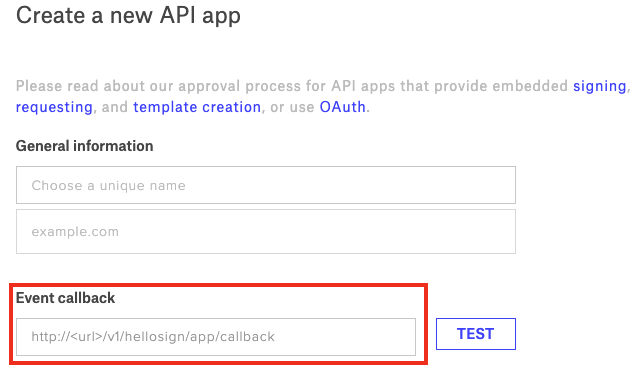 Create a new API app
Please read about our approval process for API apps that provide embedded signing,
requesting, and template creation, or use OAuth.
General information
Choose a unique name
example.com
Event callback
http://<url>/v1/hellosign/app/callback
TEST